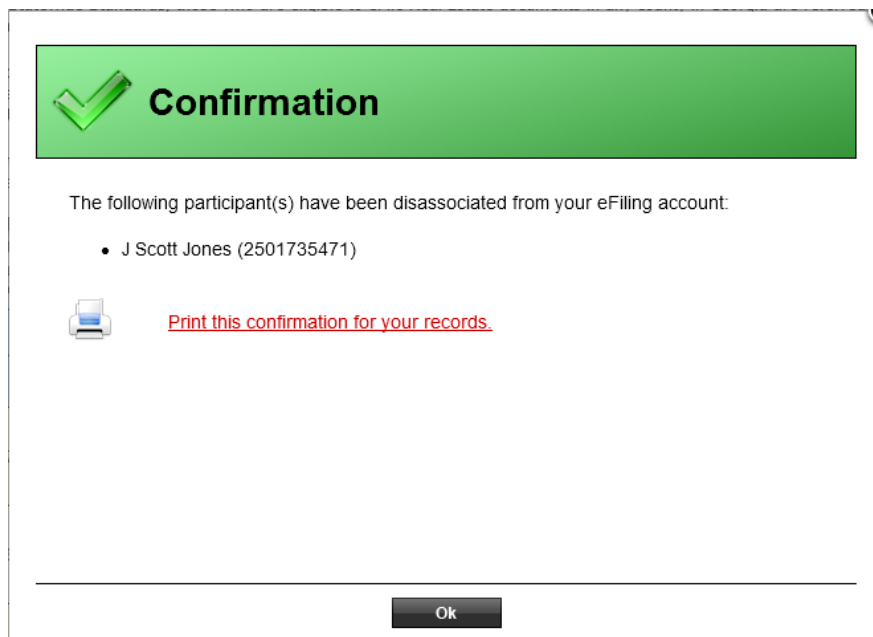 Confirmation
The following participant(s) have been disassociated from your eFiling account:
• J Scott Jones (2501735471)
Print this confirmation for your records.
Ok